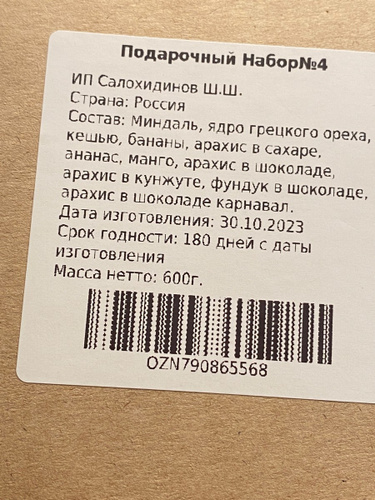 Подарочный Набор№4
ИП Салохидинов Ш.Ш.
Страна: Россия
Состав: Миндаль, ядро грецкого ореха,
кешью, бананы, арахис в сахаре,
ананас, манго, арахис в шоколаде,
арахис в кунжуте, фундук в шоколаде,
арахис в шоколаде карнавал.
Дата изготовления: 30.10.2023
Срок годности: 180 дней с даты
изготовления
Масса нетто: 600г.
OZN790865568